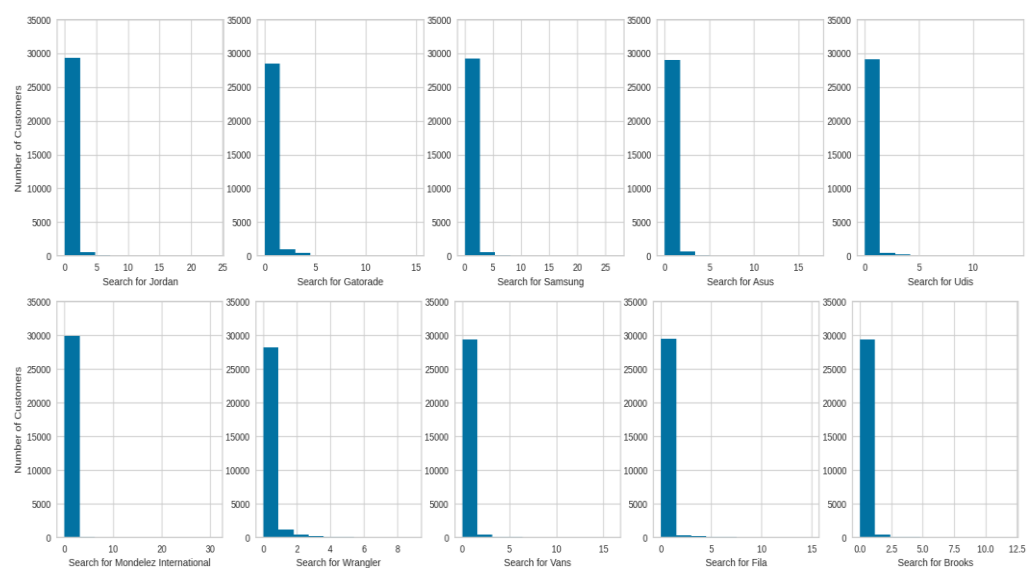 35000 35000 35000 35000 35000
30000 30000 30000 30000 30000
25000 25000 25000 25000 25000
20000 20000 20000 20000 20000
15000 15000 15000 15000 15000
10000 10000 10000 10000 10000
5000 5000 5000 5000 5000
0 0 0 0 0
Number of Customers
0 5 10 15 20 25 0 5 10 15 0 5 10 15 20 25 0 5 10 15 0 5 10
Search for Jordan Search for Gatorade Search for Samsung Search for Asus Search for Udis
35000 35000 35000 35000 35000
30000 30000 30000 30000 30000
25000 25000 25000 25000 25000
20000 20000 20000 20000 20000
15000 15000 15000 15000 15000
10000 10000 10000 10000 10000
5000 5000 5000 5000 5000
0 0 0 0 0
Number of Customers
0 10 20 30 0 2 4 6 8 0 5 10 15 0 5 10 15 0.0 2.5 5.0 7.5 10.0 12.5
Search for Mondelez International Search for Wrangler Search for Vans Search for Fila Search for Brooks